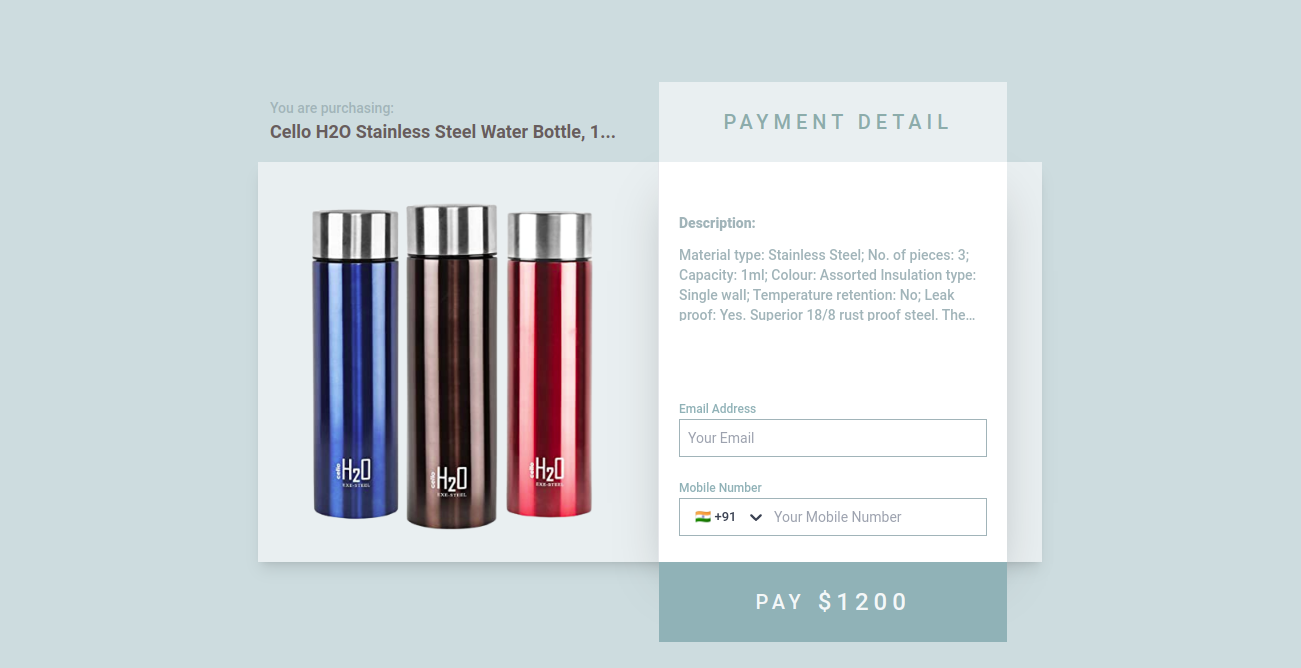 You are purchasing:
Cello H2O Stainless Steel Water Bottle, 1...
PAYMENT DETAIL
Description:
Material type: Stainless Steel; No. of pieces: 3;
Capacity: 1ml; Colour: Assorted Insulation type:
Single wall; Temperature retention: No; Leak
proof: Yes. Superior 18/8 rust proof steel. The…
cello H2O
EXE-STEEL
cello H2O
EXE-STEEL
cello H2O
EXE-STEEL
Email Address
Your Email
Mobile Number
+91 Your Mobile Number
PAY $1200